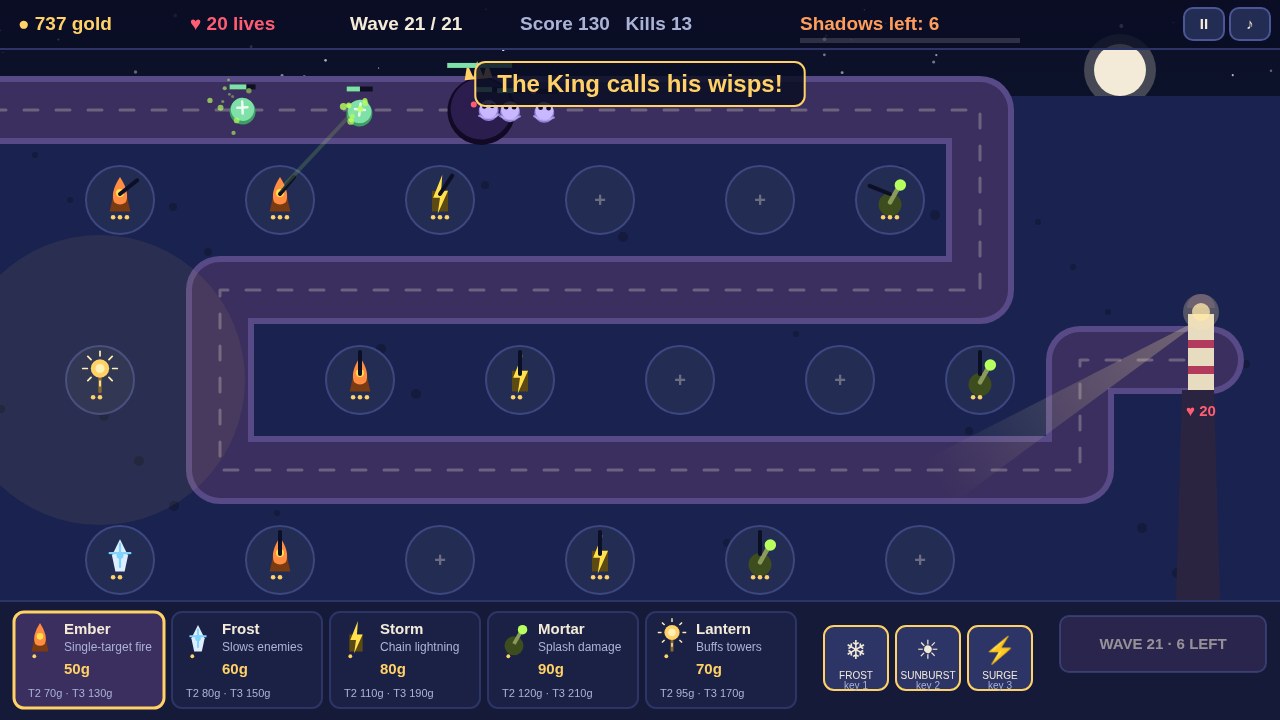 ● 737 gold
♥ 20 lives
Wave 21 / 21
Score 130
Kills 13
Shadows left: 6
The King calls his wisps!
♥ 20
Ember
Single-target fire
50g
T2 70g · T3 130g
Frost
Slows enemies
60g
T2 80g · T3 150g
Storm
Chain lightning
80g
T2 110g · T3 190g
Mortar
Splash damage
90g
T2 120g · T3 210g
Lantern
Buffs towers
70g
T2 95g · T3 170g
FROST
key 1
SUNBURST
key 2
SURGE
key 3
WAVE 21 · 6 LEFT